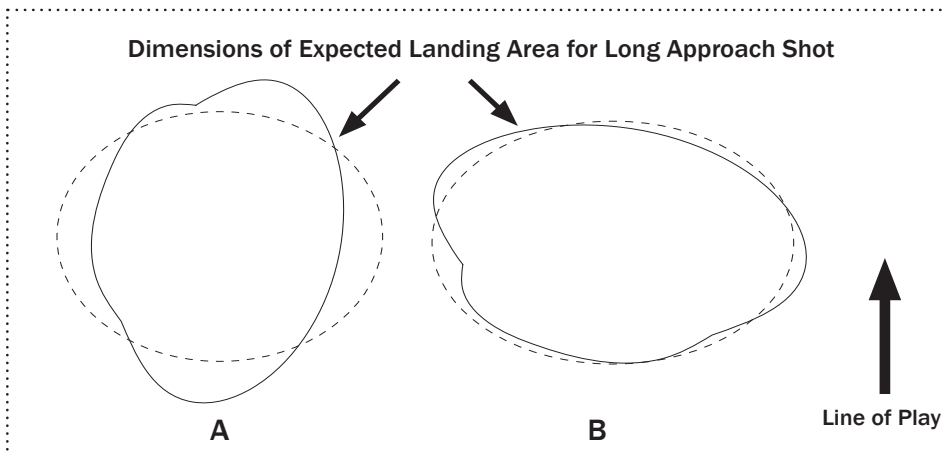 Dimensions of Expected Landing Area for Long Approach Shot
A
B
Line of Play